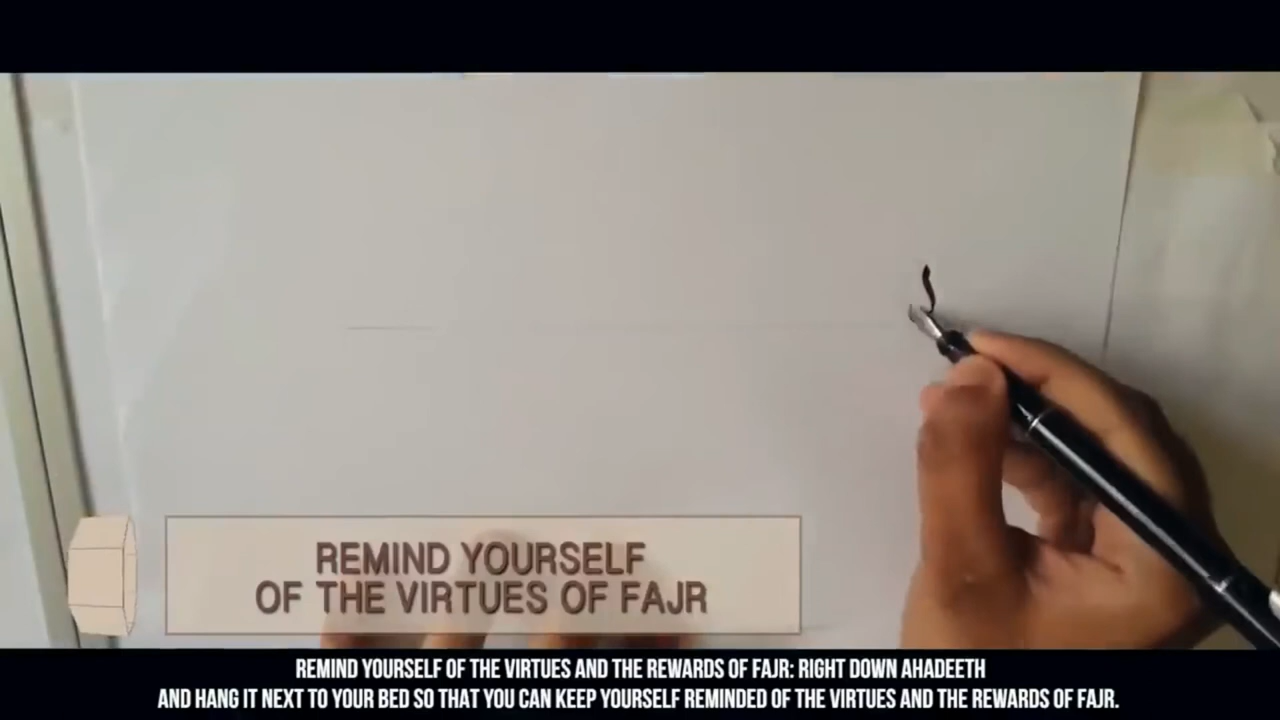 REMIND YOURSELF
OF THE VIRTUES OF FAJR
REMIND YOURSELF OF THE VIRTUES AND THE REWARDS OF FAJR: RIGHT DOWN AHADEETH
AND HANG IT NEXT TO YOUR BED SO THAT YOU CAN KEEP YOURSELF REMINDED OF THE VIRTUES AND THE REWARDS OF FAJR.